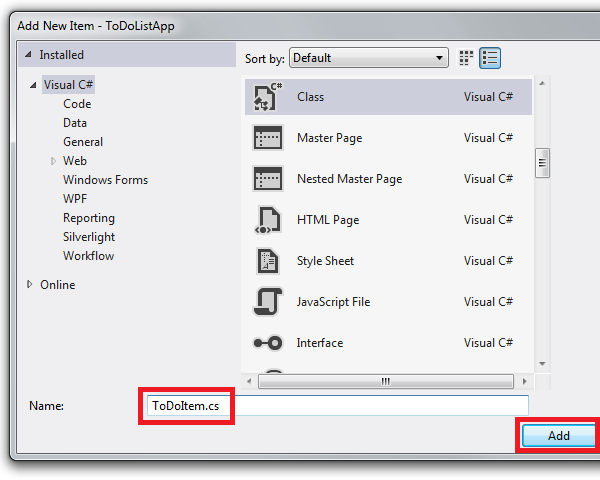 Add New Item - ToDoListApp
Installed
Sort by: Default
Visual C#
Code
Data
General
Web
Windows Forms
WPF
Reporting
Silverlight
Workflow
Online
C# Class Visual C#
Master Page Visual C#
Nested Master Page Visual C#
HTML Page Visual C#
Style Sheet Visual C#
JavaScript File Visual C#
Interface Visual C#
Name: ToDoItem.cs
Add